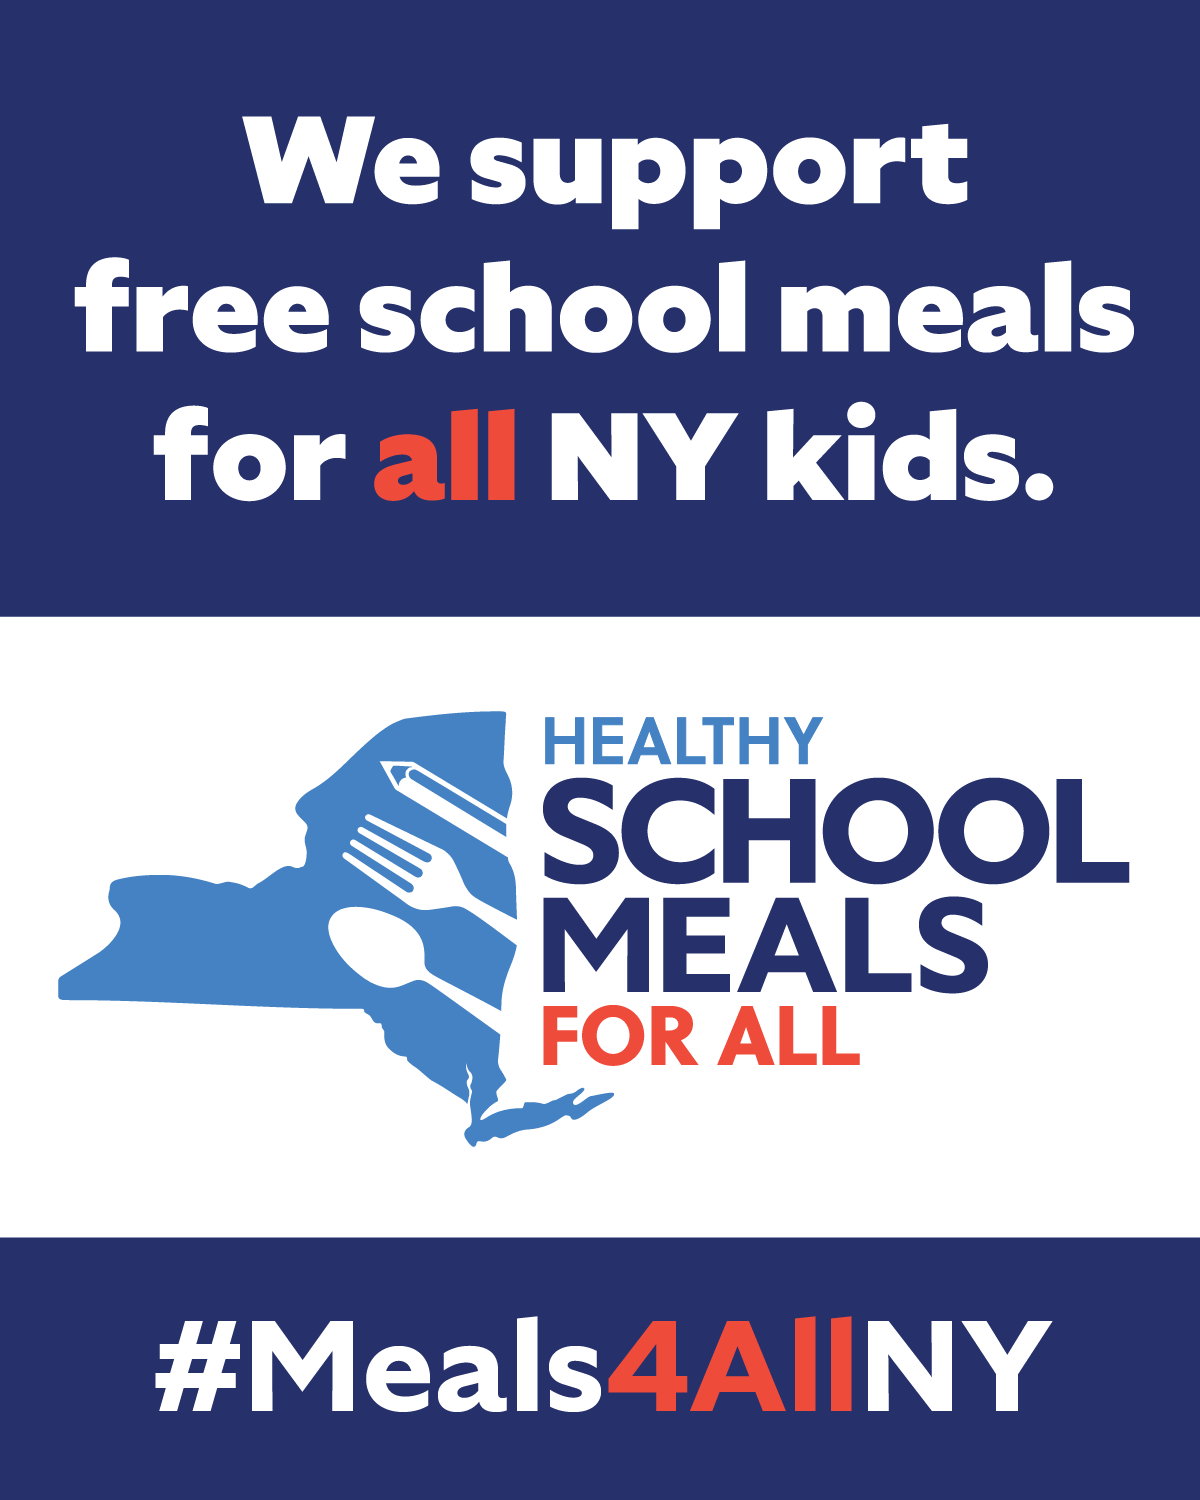 We support
free school meals
for all NY kids.
HEALTHY
SCHOOL
MEALS
FOR ALL
#Meals4AllNY